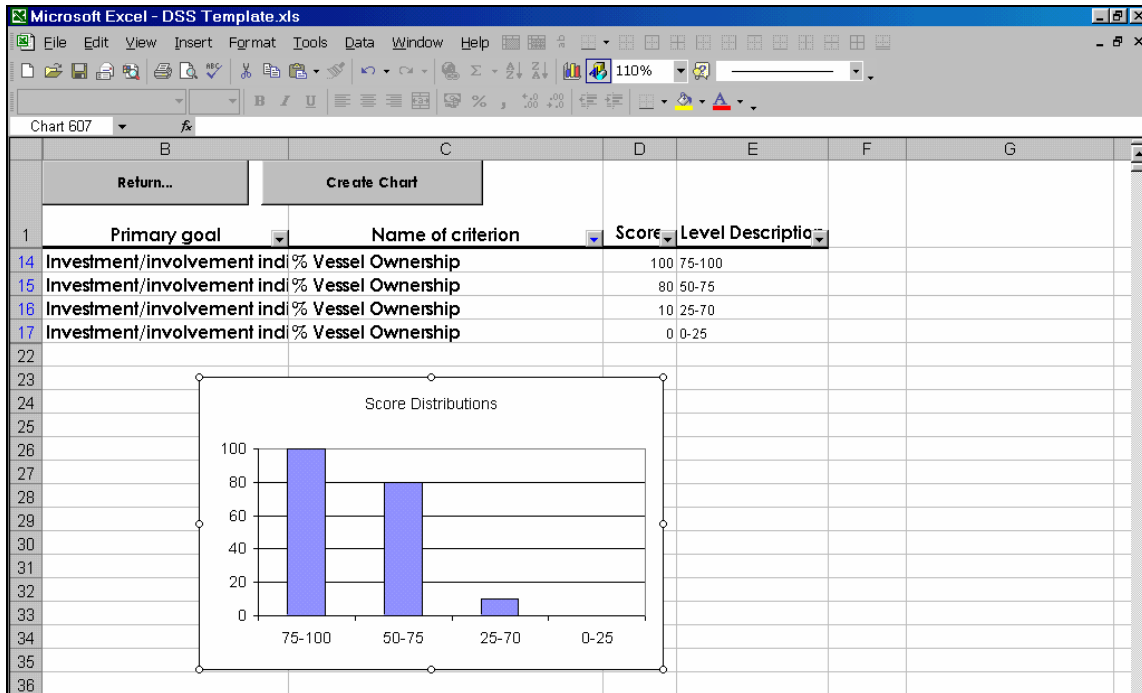 Microsoft Excel - DSS Template.xls
File Edit View Insert Format Tools Data Window Help
110%
B I U % ,
Chart 607 fx
B C D E F G
Return... Create Chart
1 Primary goal Name of criterion Score Level Descriptio
14 Investment/involvement indi % Vessel Ownership 100 75-100
15 Investment/involvement indi % Vessel Ownership 80 50-75
16 Investment/involvement indi % Vessel Ownership 10 25-70
17 Investment/involvement indi % Vessel Ownership 0 0-25
22
23
24
25
26
27
28
29
30
31
32
33
34
35
36
Score Distributions
100
80
60
40
20
0
75-100 50-75 25-70 0-25